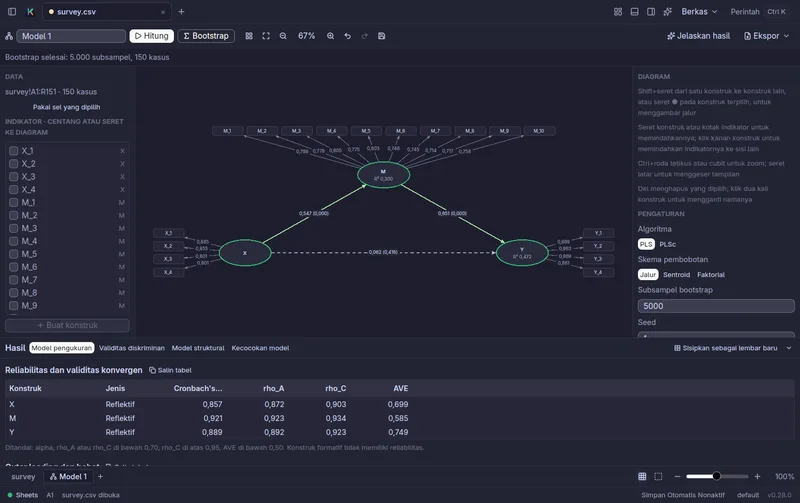 survey.csv
Berkas
Perintah Ctrl K
Model 1
Hitung
Bootstrap
67%
Jelaskan hasil
Ekspor
Bootstrap selesai: 5.000 subsampel, 150 kasus
DATA
survey!A1:R151 · 150 kasus
Pakai sel yang dipilih
INDIKATOR · CENTANG ATAU SERET
KE DIAGRAM
X_1 X
X_2 X
X_3 X
X_4 X
M_1 M
M_2 M
M_3 M
M_4 M
M_5 M
M_6 M
M_7 M
M_8 M
M_9 M
+ Buat konstruk
M_1 M_2 M_3 M_4 M_5 M_6 M_7 M_8 M_9 M_10
M
R² 0,300
0,547 (0,000)
0,651 (0,000)
X_1
X_2
X_3
X_4
X
0,062 (0,416)
Y
R² 0,472
Y_1
Y_2
Y_3
Y_4
DIAGRAM
Shift+seret dari satu konstruk ke konstruk lain,
atau seret ● pada konstruk terpilih, untuk
menggambar jalur
Seret konstruk atau kotak indikator untuk
memindahkannya; klik kanan konstruk untuk
memindahkan indikatornya ke sisi lain
Ctrl+roda tetikus atau cubit untuk zoom; seret
latar untuk menggeser tampilan
Del menghapus yang dipilih; klik dua kali
konstruk untuk mengganti namanya
PENGATURAN
Algoritma
PLS PLSc
Skema pembobotan
Jalur Sentroid Faktorial
Subsampel bootstrap
5000
Seed
Hasil
Model pengukuran
Validitas diskriminan
Model struktural
Kecocokan model
Sisipkan sebagai lembar baru
Reliabilitas dan validitas konvergen
Salin tabel
Konstruk Jenis Cronbach's... rho_A rho_C AVE
X Reflektif 0,857 0,872 0,903 0,699
M Reflektif 0,921 0,923 0,934 0,585
Y Reflektif 0,889 0,892 0,923 0,749
Ditandai: alpha, rho_A atau rho_C di bawah 0,70, rho_C di atas 0,95, AVE di bawah 0,50. Konstruk formatif tidak memiliki reliabilitas.
survey
Model 1
100%
Sheets A1 survey.csv dibuka
Simpan Otomatis Nonaktif default v0.28.0